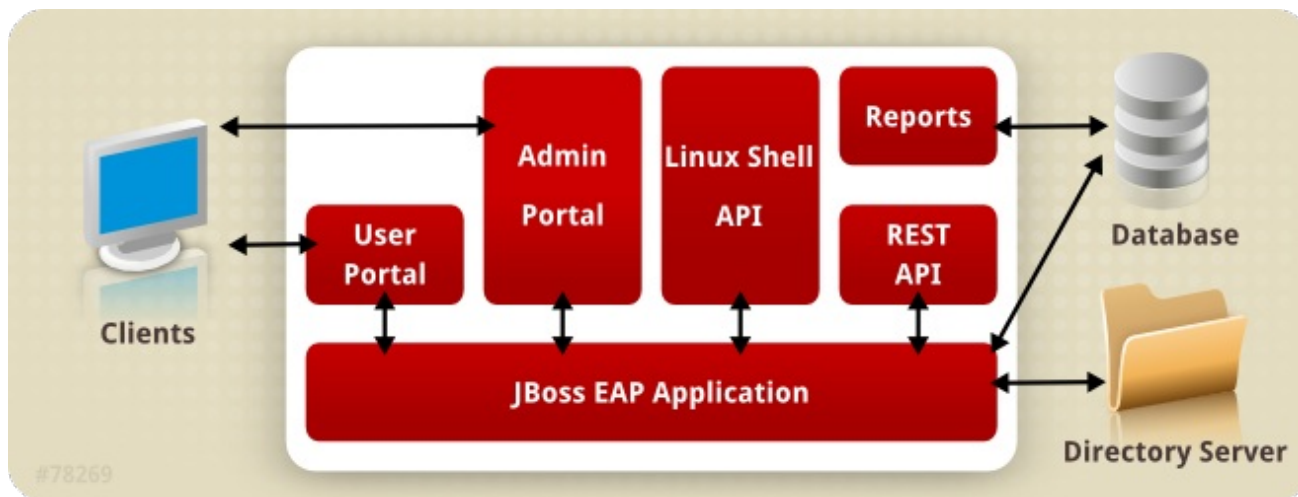 Reports
Admin
Portal
Linux Shell
API
User
Portal
REST
API
Database
Clients
JBoss EAP Application
Directory Server
#78269